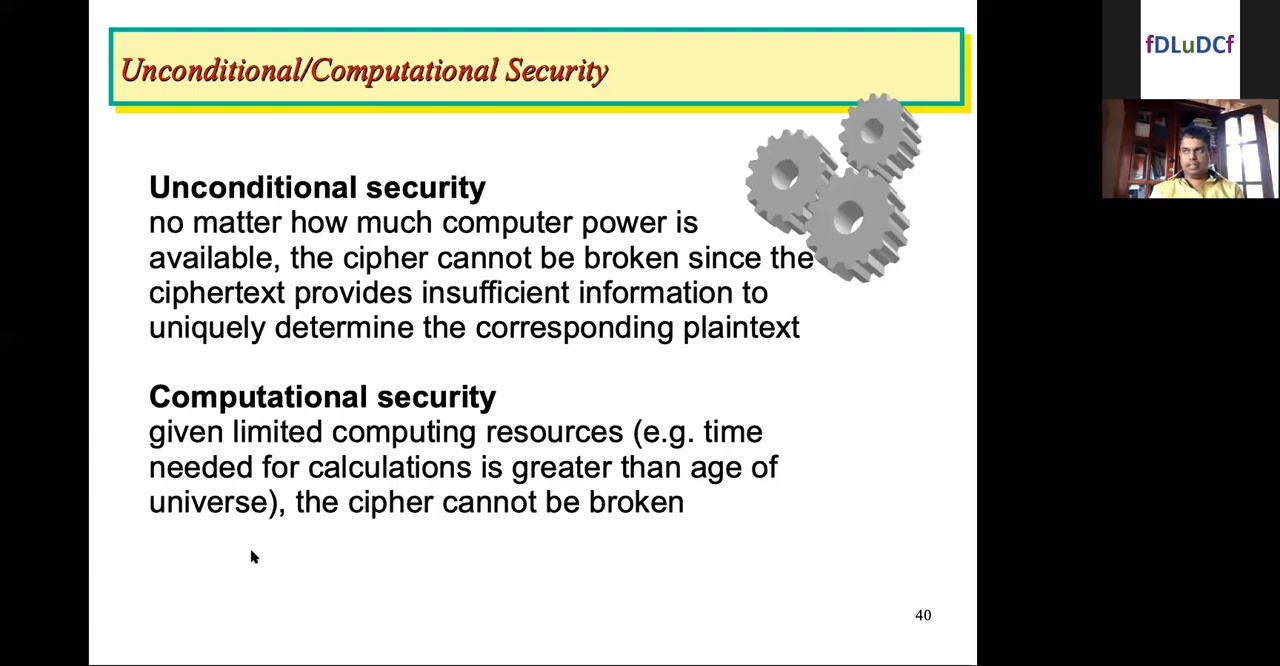 Unconditional/Computational Security
Unconditional security
no matter how much computer power is
available, the cipher cannot be broken since the
ciphertext provides insufficient information to
uniquely determine the corresponding plaintext
Computational security
given limited computing resources (e.g. time
needed for calculations is greater than age of
universe), the cipher cannot be broken
40
fDLuDCf